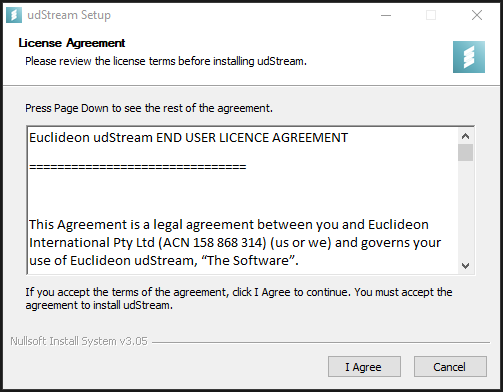 udStream Setup
License Agreement
Please review the license terms before installing udStream.
Press Page Down to see the rest of the agreement.
Euclideon udStream END USER LICENCE AGREEMENT
===============================
This Agreement is a legal agreement between you and Euclideon
International Pty Ltd (ACN 158 868 314) (us or we) and governs your
use of Euclideon udStream, “The Software”.
If you accept the terms of the agreement, click I Agree to continue. You must accept the
agreement to install udStream.
Nullsoft Install System v3.05
I Agree
Cancel